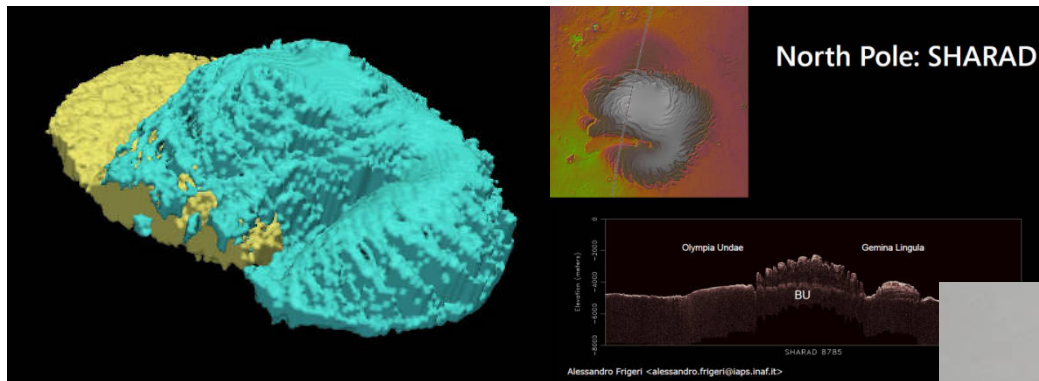 North Pole: SHARAD
0
-2000
-4000
-6000
-8000
Elevation (meters)
Olympia Undae
Gemina Lingula
BU
SHARAD 8785
Alessandro Frigeri <alessandro.frigeri@iaps.inaf.it>